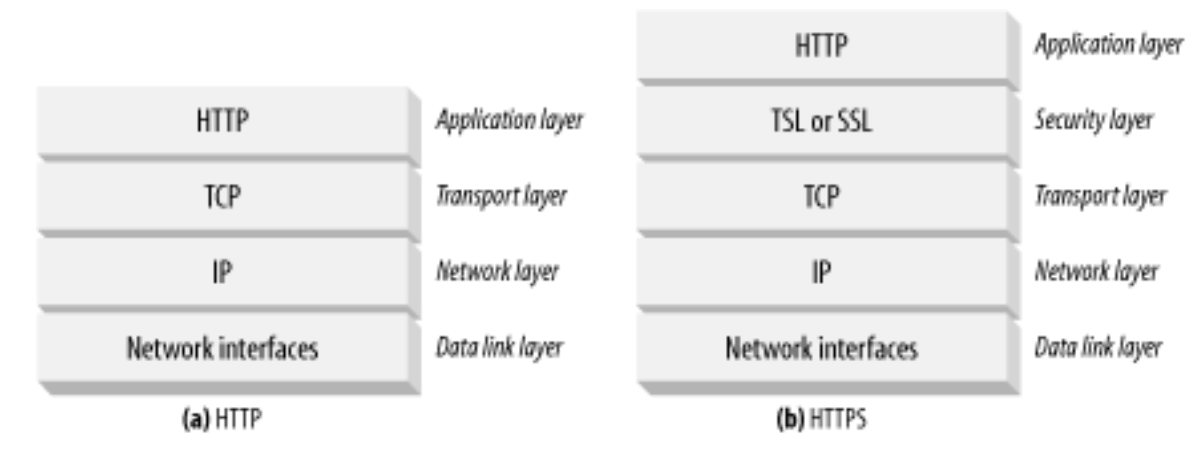 HTTP Application layer
TCP Transport layer
IP Network layer
Network interfaces Data link layer
(a) HTTP
HTTP Application layer
TSL or SSL Security layer
TCP Transport layer
IP Network layer
Network interfaces Data link layer
(b) HTTPS